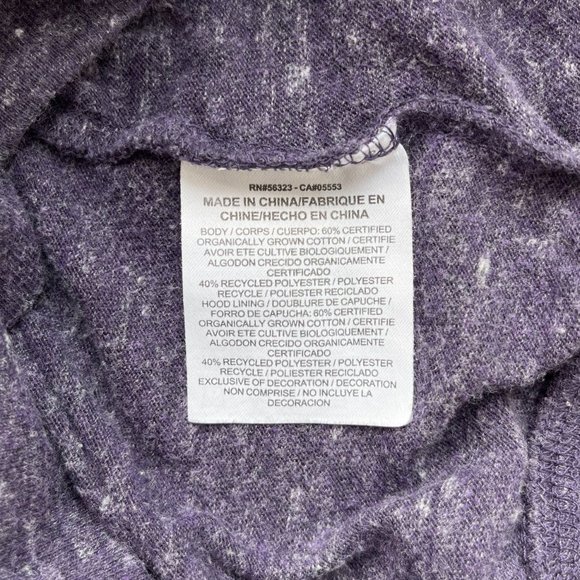 RN#56323 - CA#05553
MADE IN CHINA/FABRIQUE EN
CHINE/HECHO EN CHINA
BODY / CORPS / CUERPO: 60% CERTIFIED
ORGANICALLY GROWN COTTON / CERTIFIE
AVOIR ETE CULTIVE BIOLOGIQUEMENT /
ALGODON CRECIDO ORGANICAMENTE
CERTIFICADO
40% RECYCLED POLYESTER / POLYESTER
RECYCLE / POLIESTER RECICLADO
HOOD LINING / DOUBLURE DE CAPUCHE /
FORRO DE CAPUCHA: 60% CERTIFIED
ORGANICALLY GROWN COTTON / CERTIFIE
AVOIR ETE CULTIVE BIOLOGIQUEMENT /
ALGODON CRECIDO ORGANICAMENTE
CERTIFICADO
40% RECYCLED POLYESTER / POLYESTER
RECYCLE / POLIESTER RECICLADO
EXCLUSIVE OF DECORATION / DECORATION
NON COMPRISE / NO INCLUYE LA
DECORACION